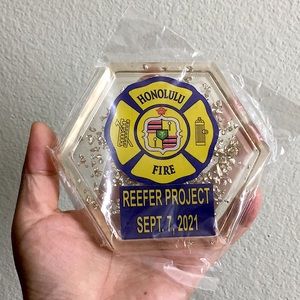 HONOLULU
FIRE
REEFER PROJECT
SEPT. 7, 2021